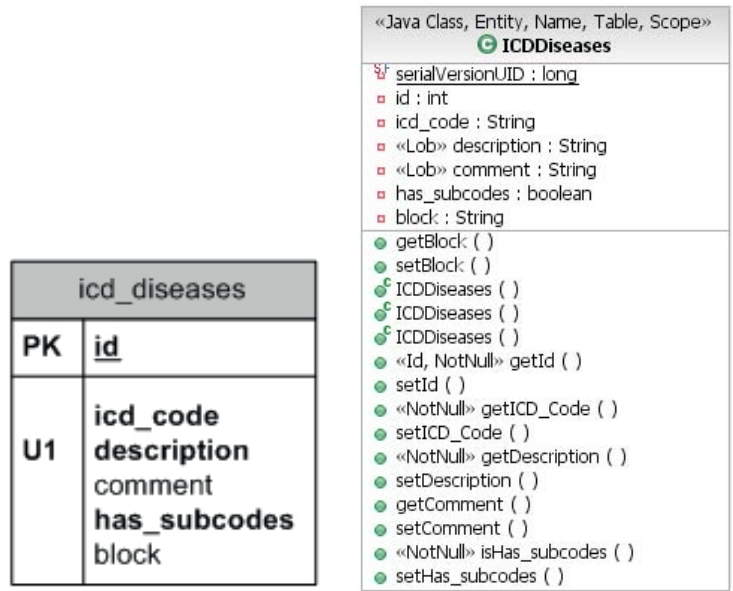 icd_diseases
PK id
icd_code
U1 description
comment
has_subcodes
block
«Java Class, Entity, Name, Table, Scope»
C ICDDiseases
S F serialVersionUID : long
id : int
icd_code : String
«Lob» description : String
«Lob» comment : String
has_subcodes : boolean
block : String
getBlock ( )
setBlock ( )
C ICDDiseases ( )
C ICDDiseases ( )
C ICDDiseases ( )
«Id, NotNull» getId ( )
setId ( )
«NotNull» getICD_Code ( )
setICD_Code ( )
«NotNull» getDescription ( )
setDescription ( )
getComment ( )
setComment ( )
«NotNull» isHas_subcodes ( )
setHas_subcodes ( )